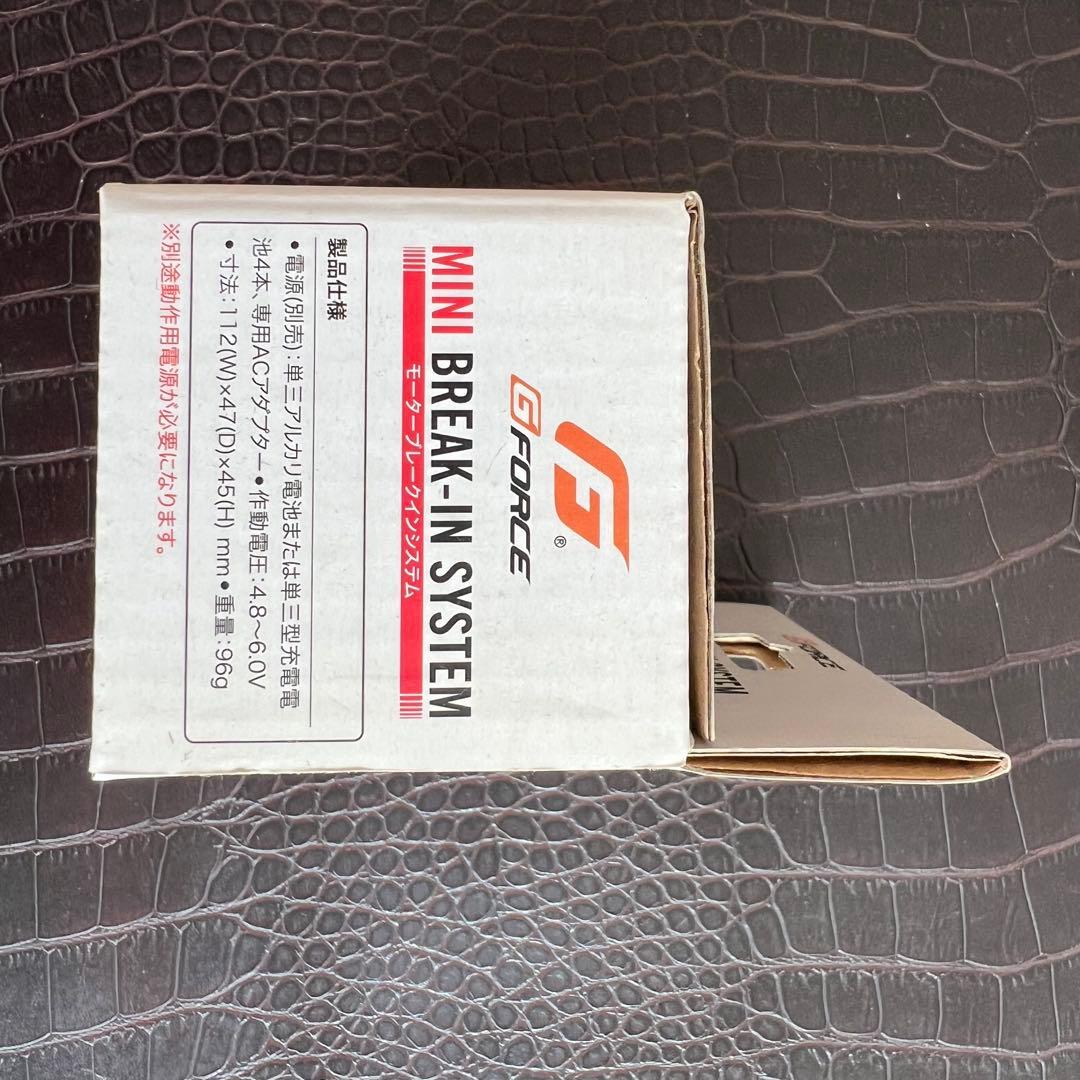 G FORCE
®
MINI BREAK-IN SYSTEM
モーターブレークインシステム
製品仕様
•電源(別売):単三アルカリ電池または単三型充電電
池4本、専用ACアダプター•作動電圧:4.8〜6.0V
•寸法:112(W)×47(D)×45(H) mm•重量:96g
※別途動作用電源が必要になります。